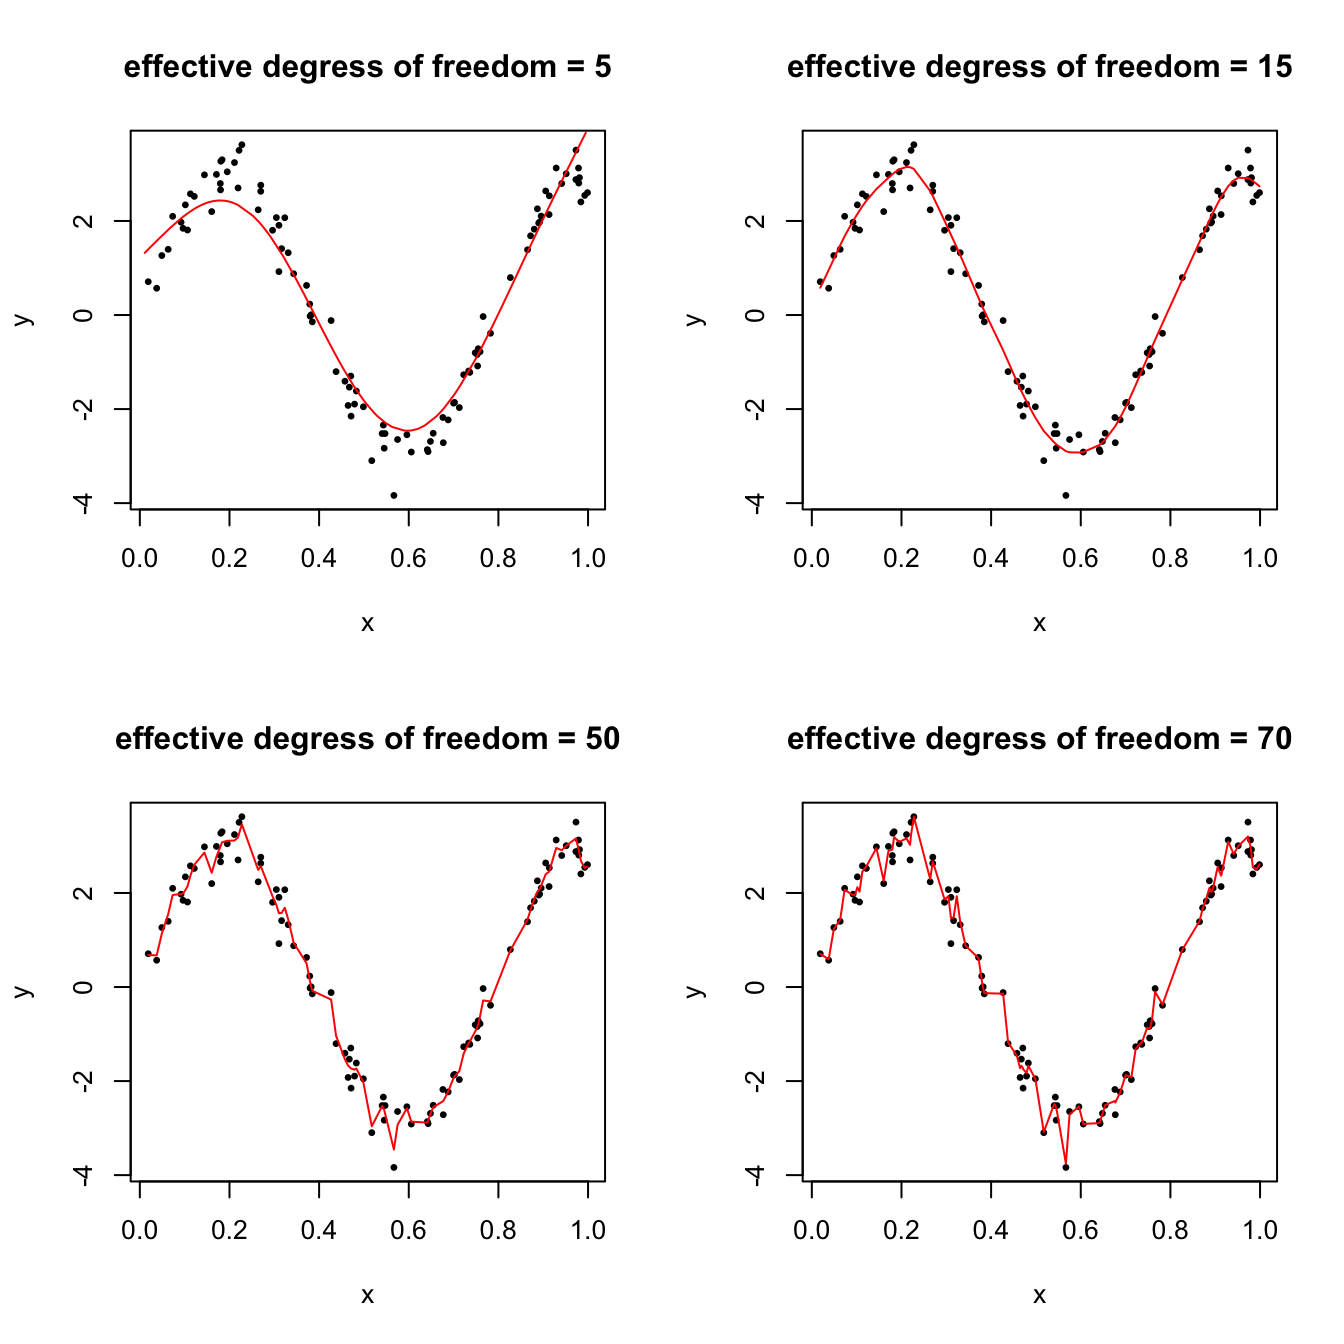 effective degress of freedom = 5
2
0
-2
-4
y
0.0 0.2 0.4 0.6 0.8 1.0
x
effective degress of freedom = 15
2
0
-2
-4
y
0.0 0.2 0.4 0.6 0.8 1.0
x
effective degress of freedom = 50
2
0
-2
-4
y
0.0 0.2 0.4 0.6 0.8 1.0
x
effective degress of freedom = 70
2
0
-2
-4
y
0.0 0.2 0.4 0.6 0.8 1.0
x